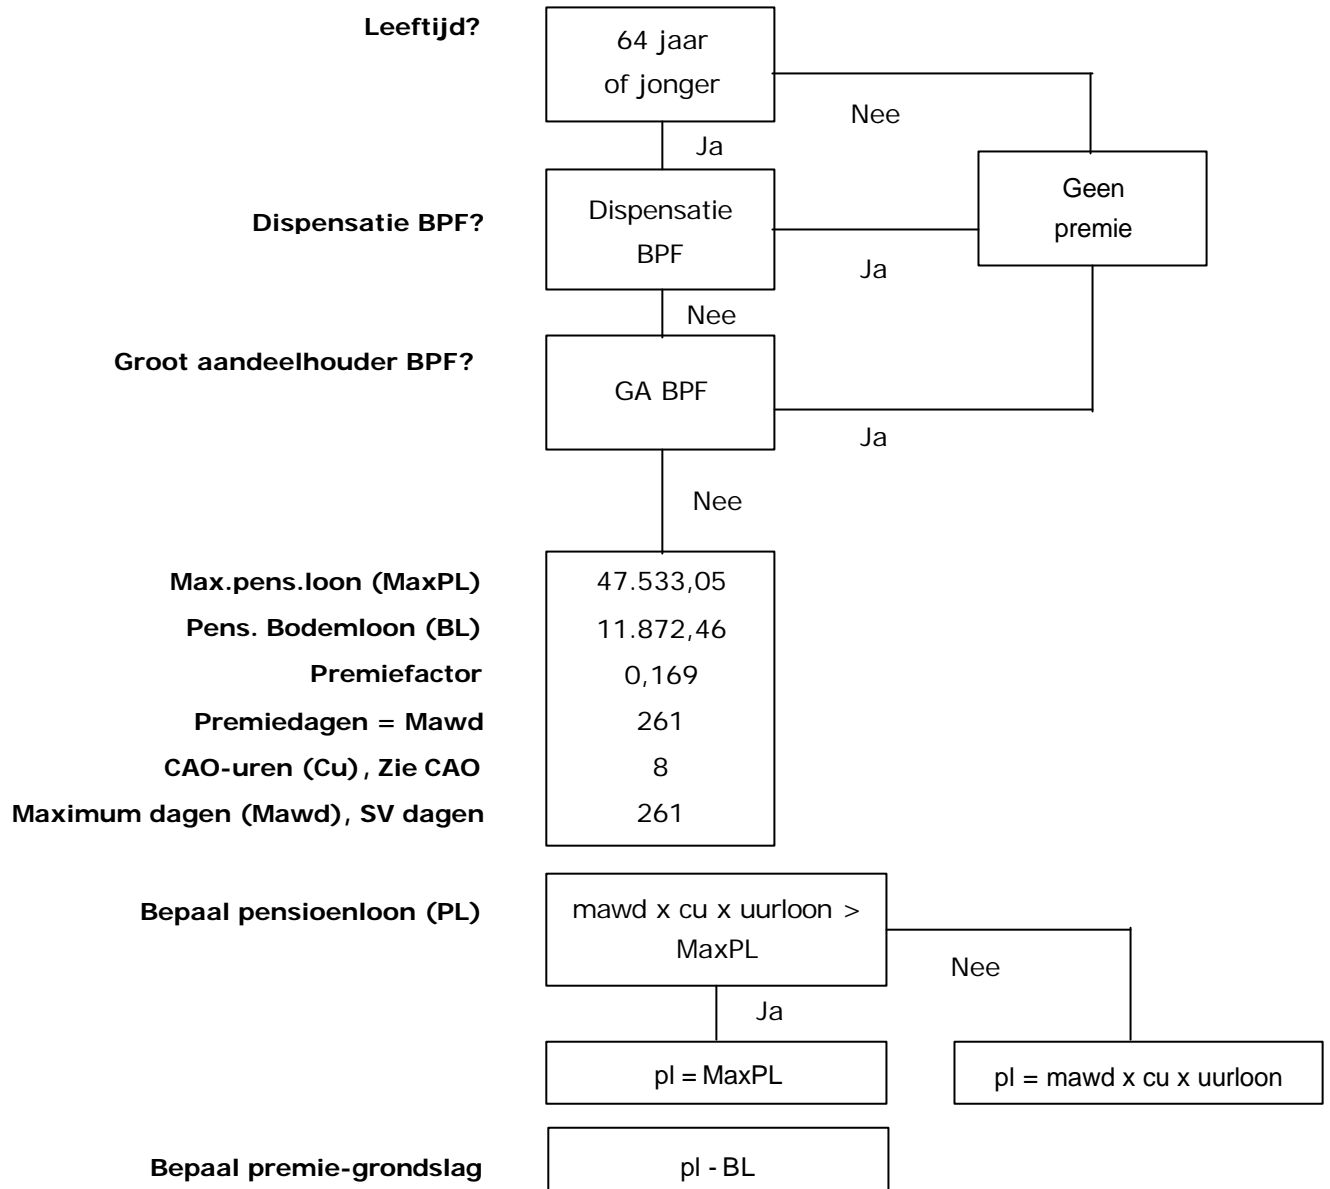 Leeftijd?
64 jaar
of jonger
Nee
Ja
Geen
premie
Dispensatie BPF?
Dispensatie
BPF
Ja
Nee
Groot aandeelhouder BPF?
GA BPF
Ja
Nee
Max.pens.loon (MaxPL) 47.533,05
Pens. Bodemloon (BL) 11.872,46
Premiefactor 0,169
Premiedagen = Mawd 261
CAO-uren (Cu), Zie CAO 8
Maximum dagen (Mawd), SV dagen 261
Bepaal pensioenloon (PL)
mawd x cu x uurloon >
MaxPL
Nee
Ja
pl = MaxPL
pl = mawd x cu x uurloon
Bepaal premie-grondslag
pl - BL